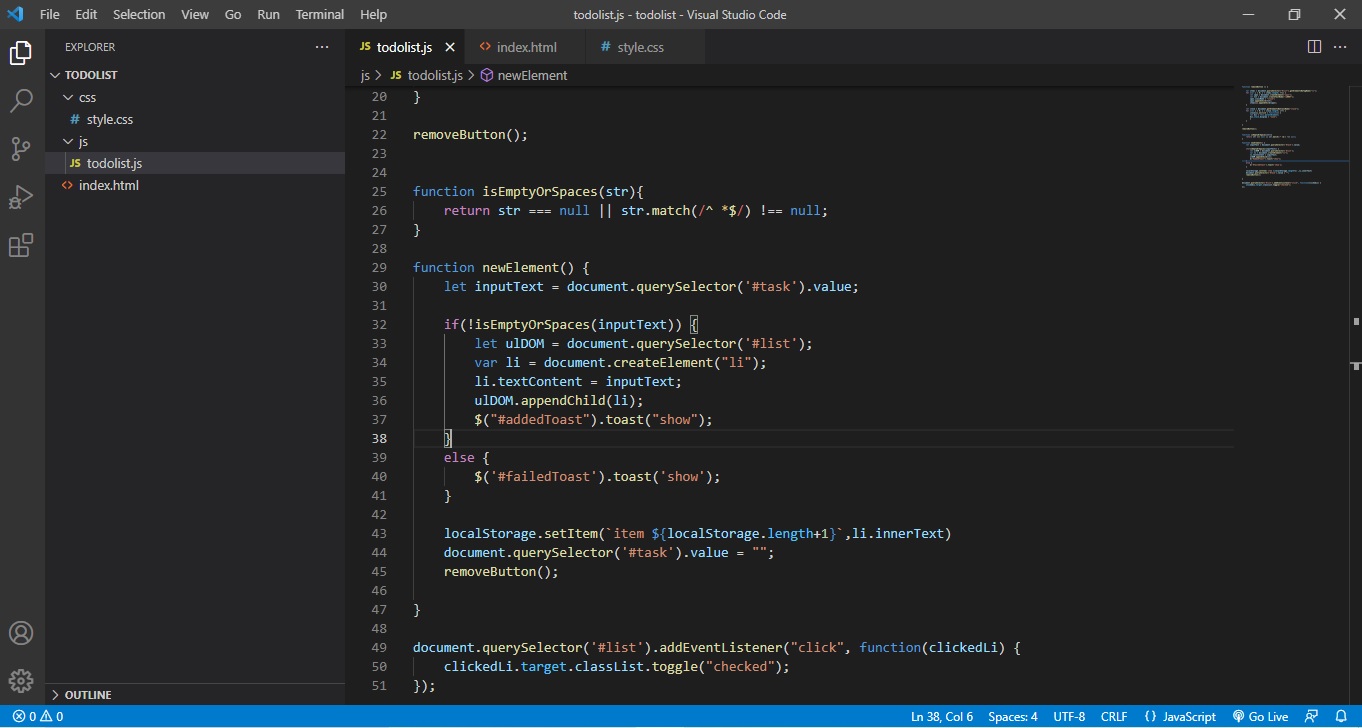 File Edit Selection View Go Run Terminal Help todolist.js - todolist - Visual Studio Code
EXPLORER
TODOLIST
css
# style.css
js
JS todolist.js
<> index.html
OUTLINE
JS todolist.js <> index.html # style.css
js > JS todolist.js > newElement
20 }
21
22 removeButton();
23
24
25 function isEmptyOrSpaces(str){
26     return str === null || str.match(/^ *$/) !== null;
27 }
28
29 function newElement() {
30     let inputText = document.querySelector('#task').value;
31
32     if(!isEmptyOrSpaces(inputText)) {
33         let ulDOM = document.querySelector('#list');
34         var li = document.createElement("li");
35         li.textContent = inputText;
36         ulDOM.appendChild(li);
37         $("#addedToast").toast("show");
38     }
39     else {
40         $('#failedToast').toast('show');
41     }
42
43     localStorage.setItem(`item ${localStorage.length+1}`,li.innerText)
44     document.querySelector('#task').value = "";
45     removeButton();
46
47 }
48
49 document.querySelector('#list').addEventListener("click", function(clickedLi) {
50     clickedLi.target.classList.toggle("checked");
51 });
0 0 Ln 38, Col 6 Spaces: 4 UTF-8 CRLF {} JavaScript Go Live